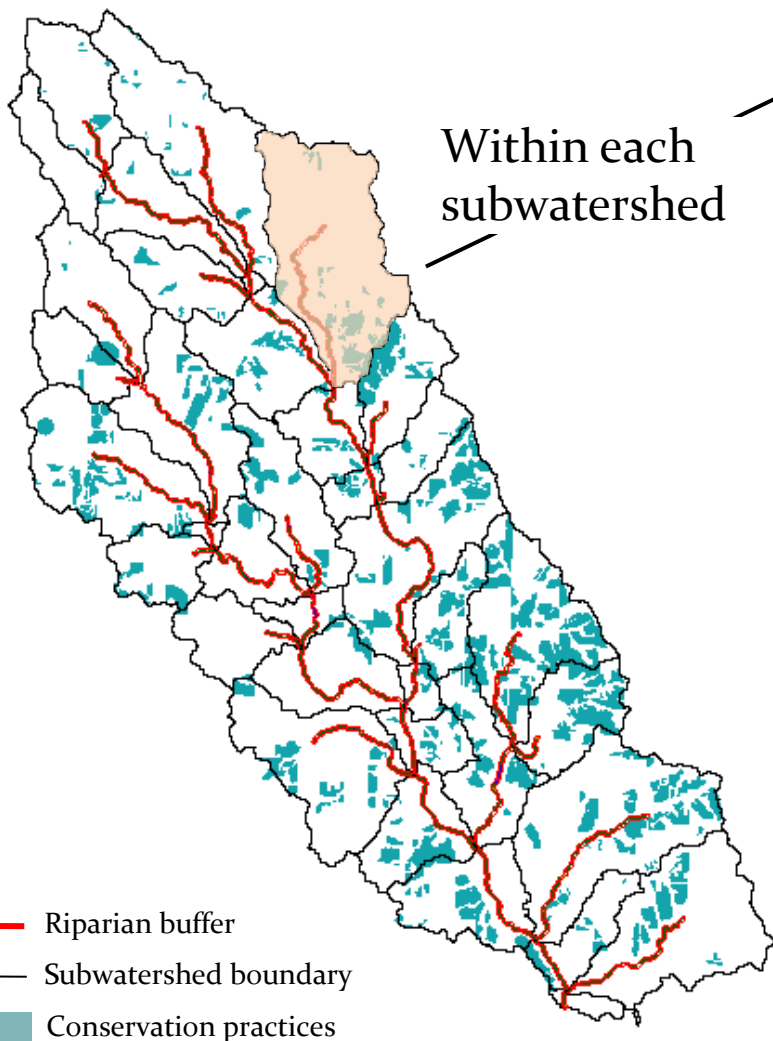 Within each
subwatershed
Riparian buffer
Subwatershed boundary
Conservation practices